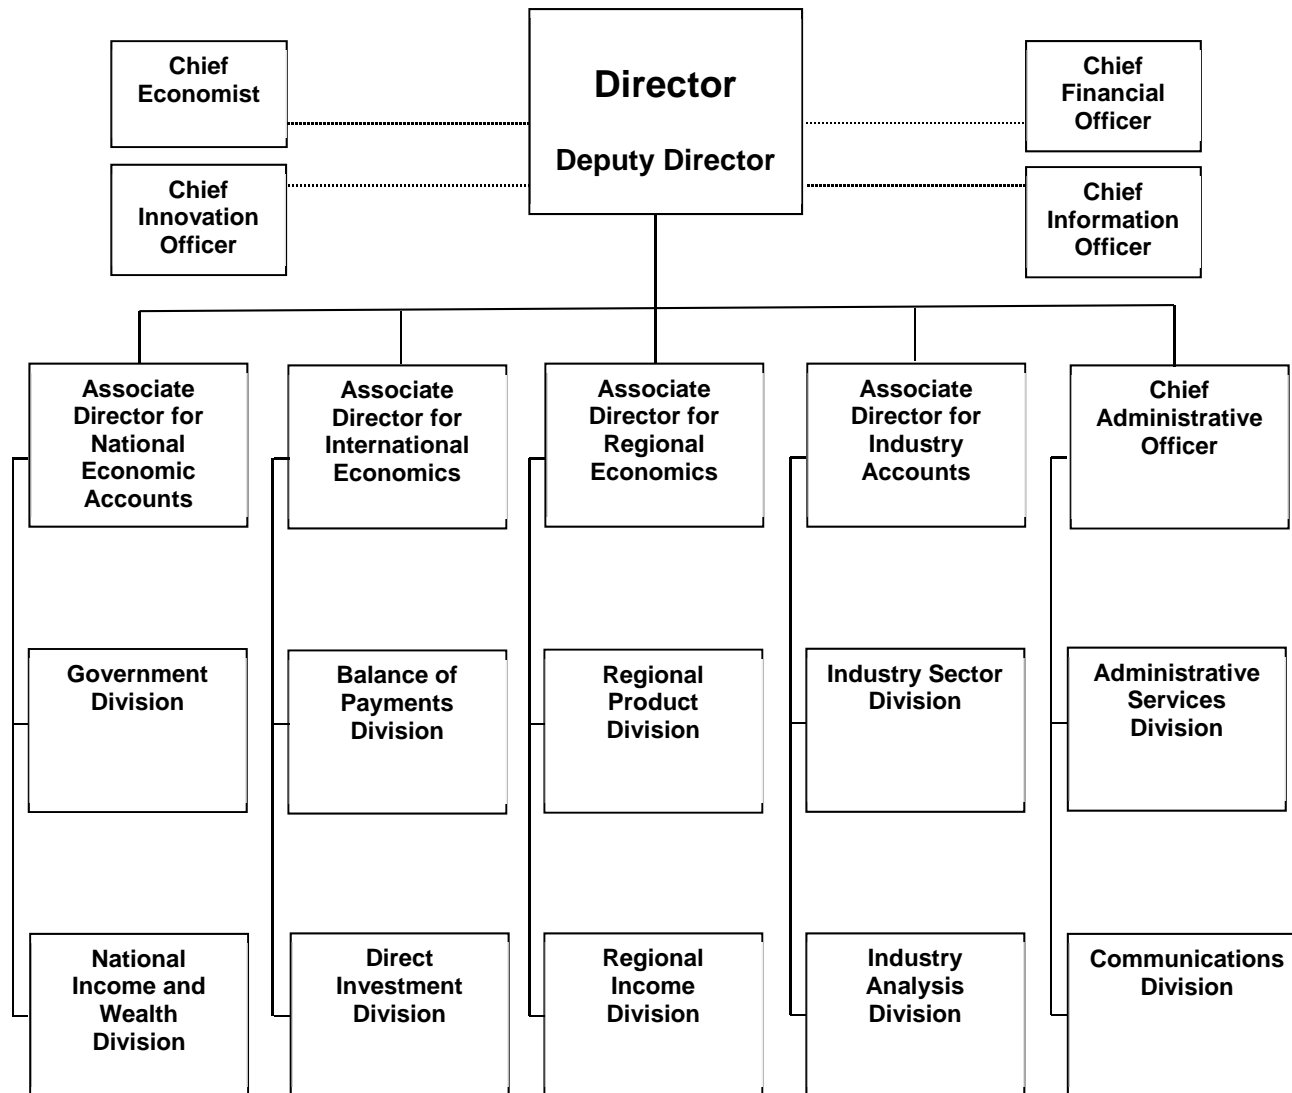 Chief
Economist
Director
Deputy Director
Chief
Financial
Officer
Chief
Innovation
Officer
Chief
Information
Officer
Associate
Director for
National
Economic
Accounts
Associate
Director for
International
Economics
Associate
Director for
Regional
Economics
Associate
Director for
Industry
Accounts
Chief
Administrative
Officer
Government
Division
Balance of
Payments
Division
Regional
Product
Division
Industry Sector
Division
Administrative
Services
Division
National
Income and
Wealth
Division
Direct
Investment
Division
Regional
Income
Division
Industry
Analysis
Division
Communications
Division